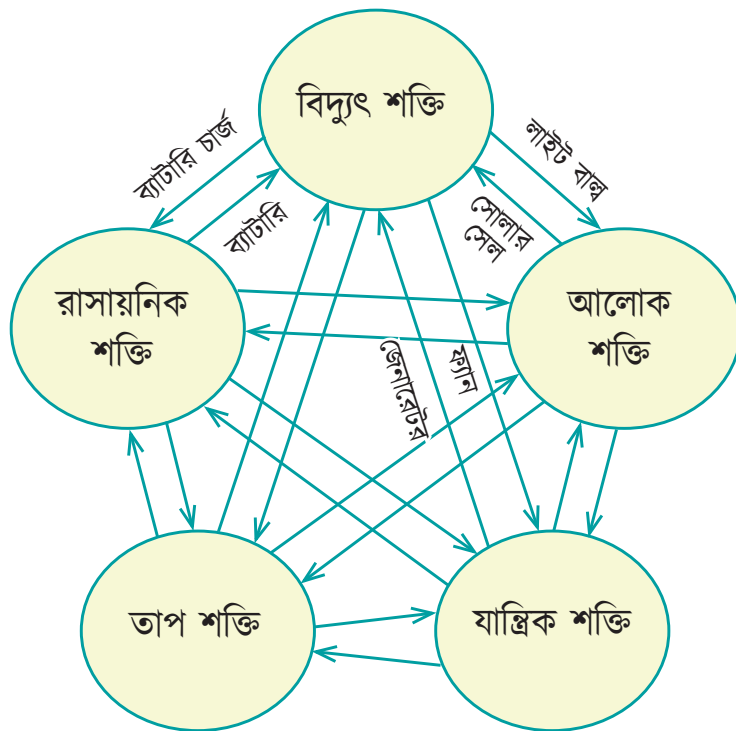 বিদ্যুৎ শক্তি
ব্যাটারি চার্জ
লাইট বাল্ব
ব্যাটারি
সোলার
সেল
রাসায়নিক
শক্তি
আলোক
শক্তি
জেনারেটর
ফ্যান
তাপ শক্তি
যান্ত্রিক শক্তি